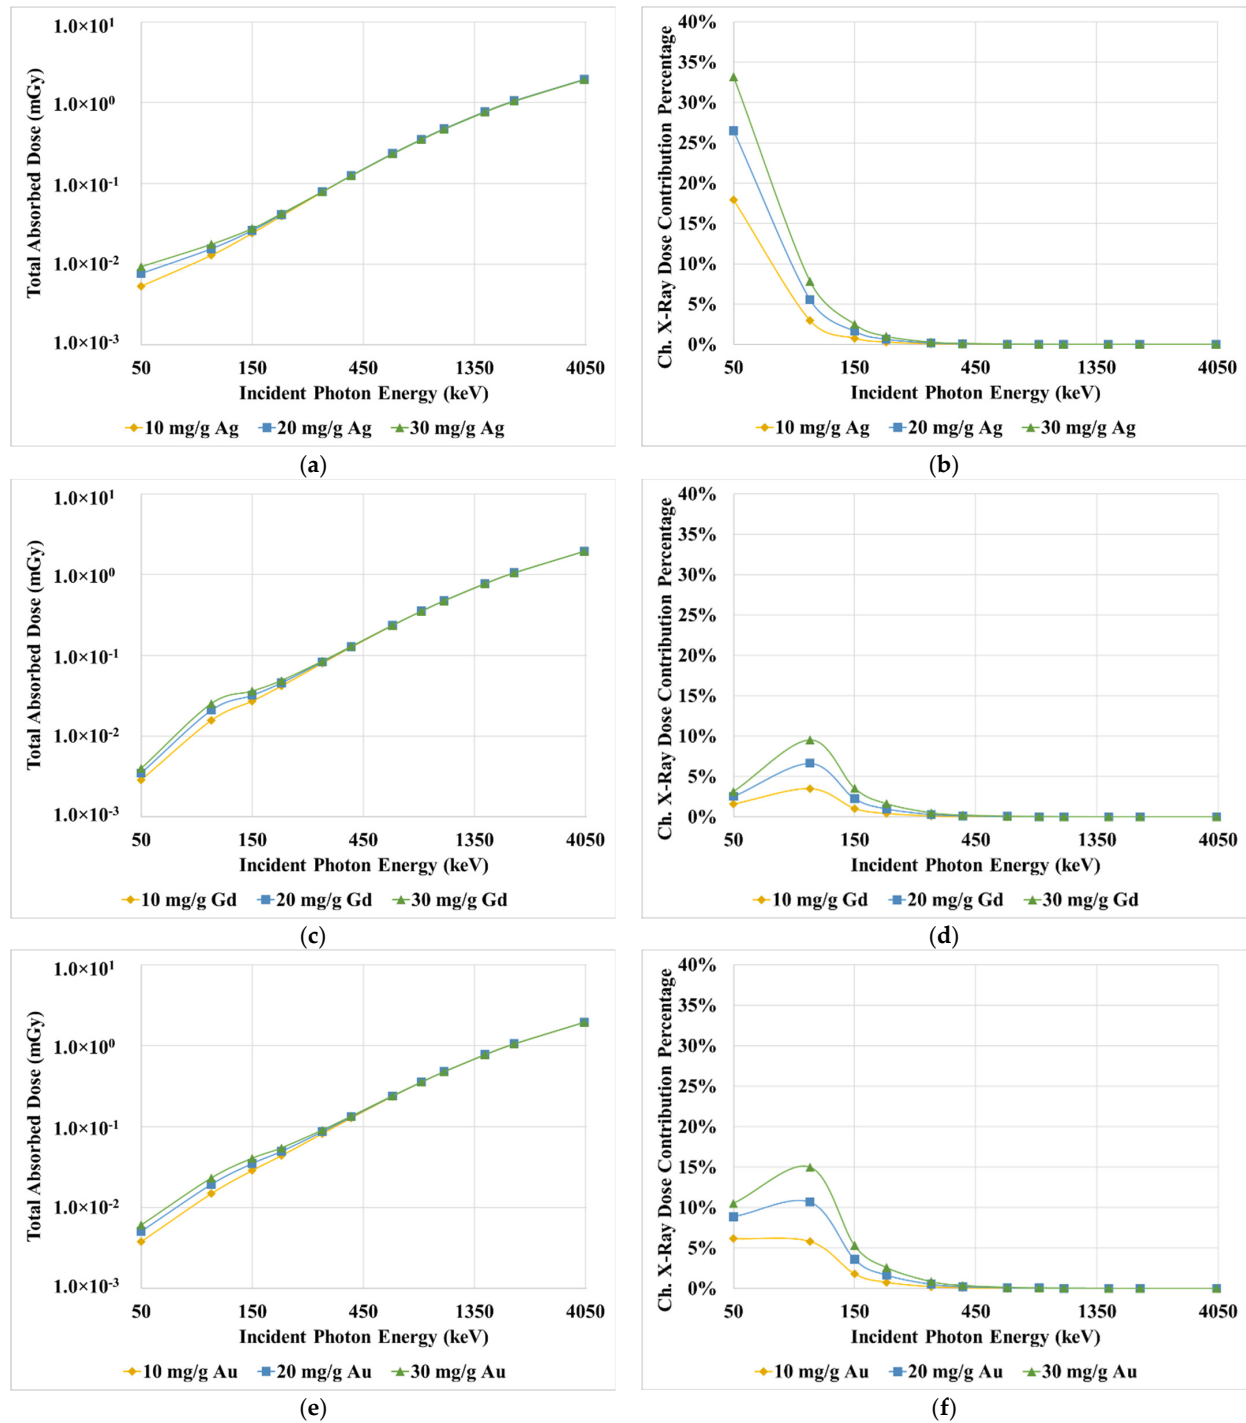 Total Absorbed Dose (mGy)
1.0×10¹
1.0×10⁰
1.0×10⁻¹
1.0×10⁻²
1.0×10⁻³
50 150 450 1350 4050
Incident Photon Energy (keV)
10 mg/g Ag 20 mg/g Ag 30 mg/g Ag
(a)
Ch. X-Ray Dose Contribution Percentage
40%
35%
30%
25%
20%
15%
10%
5%
0%
50 150 450 1350 4050
Incident Photon Energy (keV)
10 mg/g Ag 20 mg/g Ag 30 mg/g Ag
(b)
Total Absorbed Dose (mGy)
1.0×10¹
1.0×10⁰
1.0×10⁻¹
1.0×10⁻²
1.0×10⁻³
50 150 450 1350 4050
Incident Photon Energy (keV)
10 mg/g Gd 20 mg/g Gd 30 mg/g Gd
(c)
Ch. X-Ray Dose Contribution Percentage
40%
35%
30%
25%
20%
15%
10%
5%
0%
50 150 450 1350 4050
Incident Photon Energy (keV)
10 mg/g Gd 20 mg/g Gd 30 mg/g Gd
(d)
Total Absorbed Dose (mGy)
1.0×10¹
1.0×10⁰
1.0×10⁻¹
1.0×10⁻²
1.0×10⁻³
50 150 450 1350 4050
Incident Photon Energy (keV)
10 mg/g Au 20 mg/g Au 30 mg/g Au
(e)
Ch. X-Ray Dose Contribution Percentage
40%
35%
30%
25%
20%
15%
10%
5%
0%
50 150 450 1350 4050
Incident Photon Energy (keV)
10 mg/g Au 20 mg/g Au 30 mg/g Au
(f)